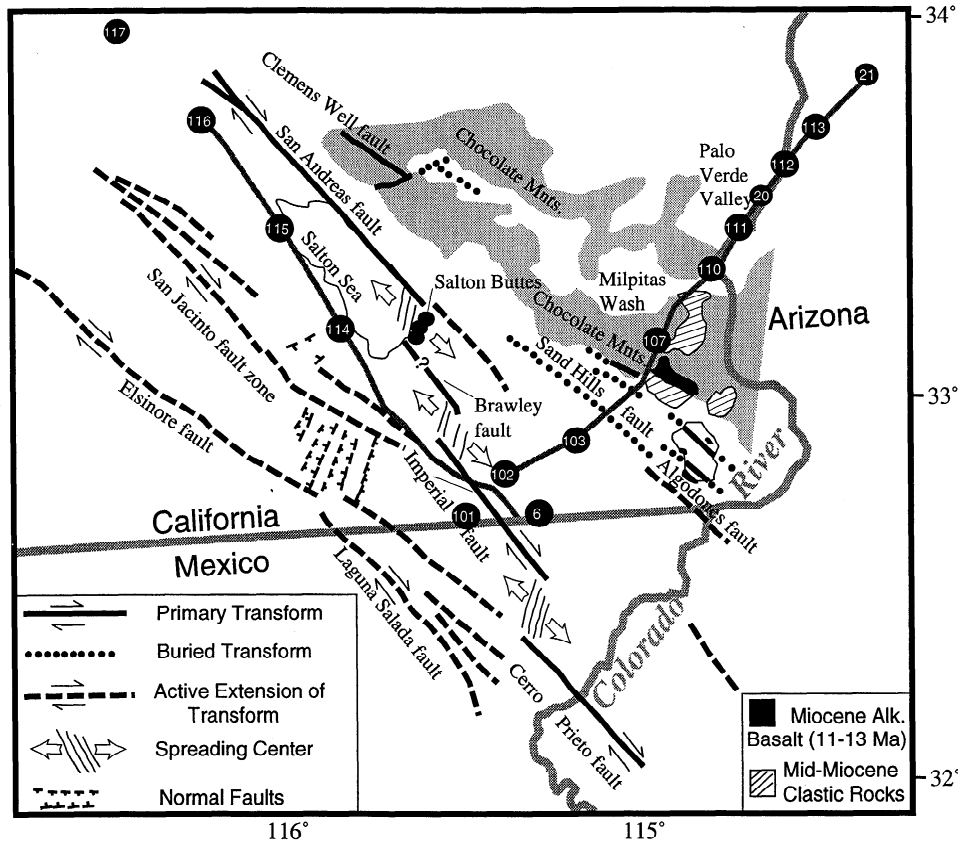 34°
117
21
Clemens Well fault
116
113
San Andreas fault
Chocolate Mnts.
Palo
Verde
Valley
112
20
115
111
Salton Sea
110
Salton Buttes
Milpitas
Wash
San Jacinto fault zone
Arizona
114
Chocolate Mnts.
107
?
Sand Hills
fault
33°
Elsinore fault
Brawley
fault
103
102
Imperial
fault
Algodones fault
River
101
6
California
Mexico
Laguna Salada fault
Colorado
Primary Transform
Buried Transform
Active Extension of
Transform
Spreading Center
Normal Faults
Cerro
Prieto fault
Miocene Alk.
Basalt (11-13 Ma)
Mid-Miocene
Clastic Rocks
32°
116°
115°